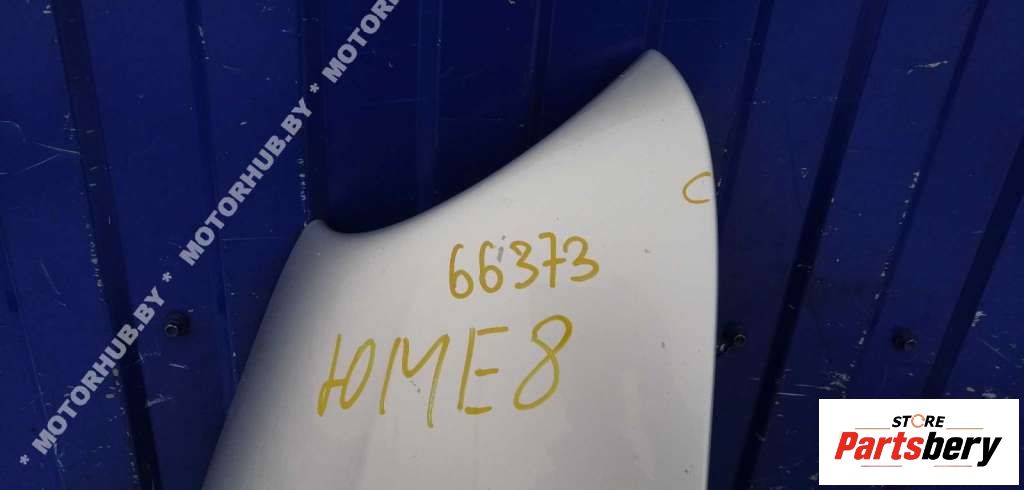 * MOTORHUB.BY * MOTORHUB.BY * MOTOR
C
66373
ЮМЕ8
STORE
Partsbery